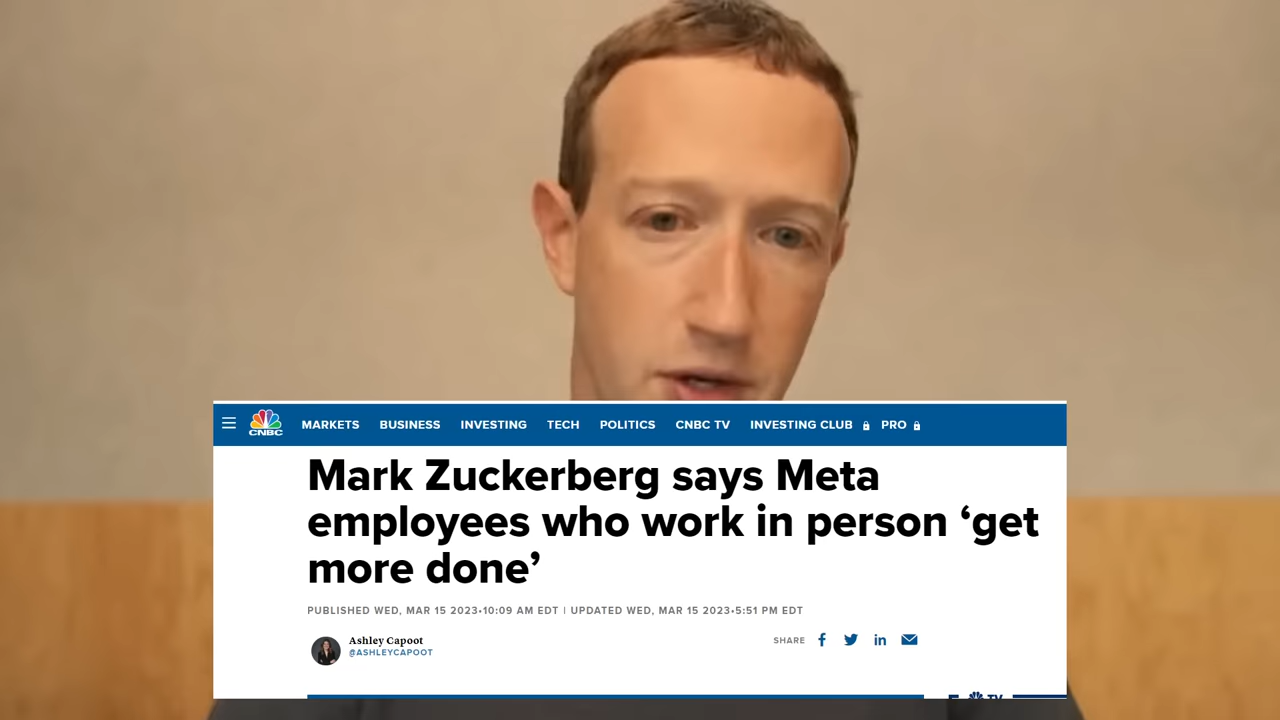 CNBC MARKETS BUSINESS INVESTING TECH POLITICS CNBC TV INVESTING CLUB PRO
Mark Zuckerberg says Meta
employees who work in person ‘get
more done’
PUBLISHED WED, MAR 15 2023•10:09 AM EDT | UPDATED WED, MAR 15 2023•5:51 PM EDT
Ashley Capoot
@ASHLEYCAPOOT
SHARE
TV